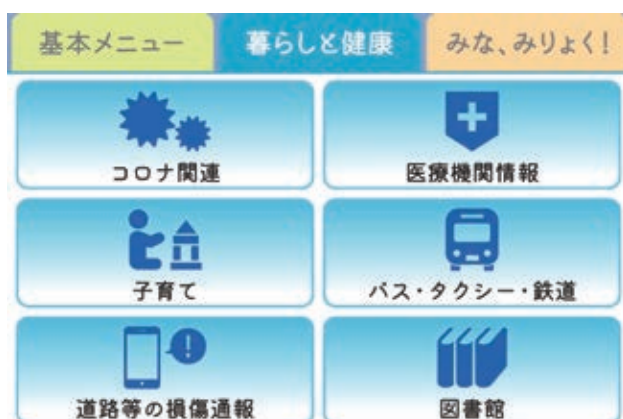 基本メニュー
暮らしと健康
みな、みりょく!
コロナ関連
医療機関情報
子育て
バス・タクシー・鉄道
道路等の損傷通報
図書館